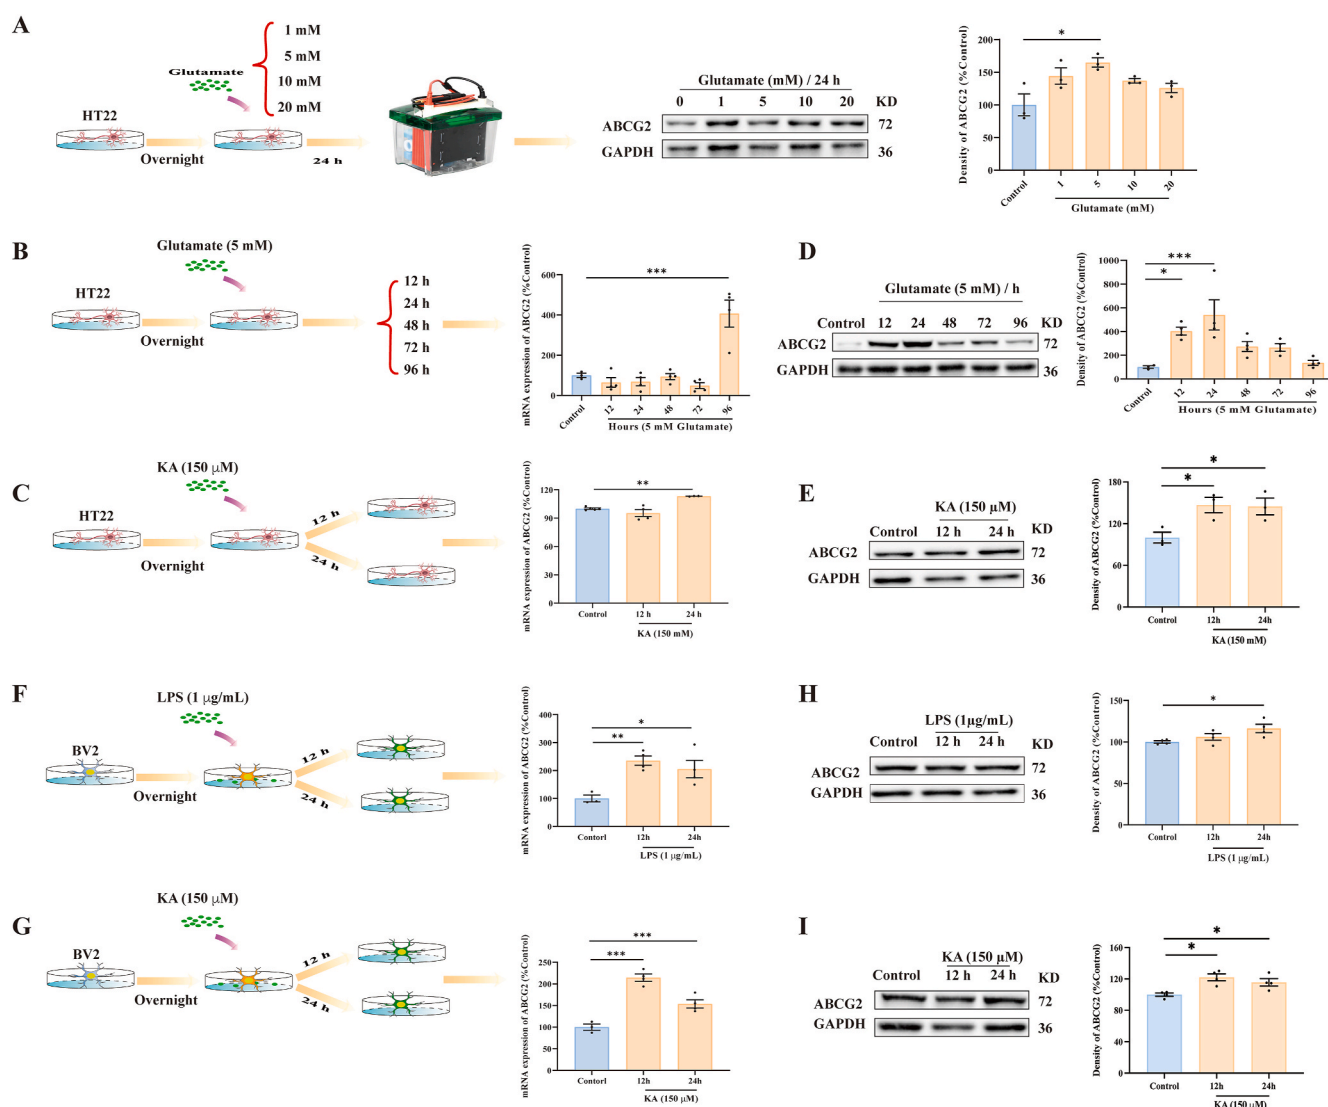 A
Glutamate
1 mM
5 mM
10 mM
20 mM
HT22
Overnight
24 h
Glutamate (mM) / 24 h
0 1 5 10 20 KD
ABCG2 72
GAPDH 36
Density of ABCG2 (%Control)
200
150
100
50
0
*
Control 1 5 10 20
Glutamate (mM)
B
Glutamate (5 mM)
HT22
Overnight
12 h
24 h
48 h
72 h
96 h
mRNA expression of ABCG2 (%Control)
600
400
200
0
***
Control 12 24 48 72 96
Hours (5 mM Glutamate)
D
Glutamate (5 mM) / h
Control 12 24 48 72 96 KD
ABCG2 72
GAPDH 36
Density of ABCG2 (%Control)
1000
800
600
400
200
0
***
*
Control 12 24 48 72 96
Hours (5 mM Glutamate)
C
KA (150 μM)
HT22
Overnight
12 h
24 h
mRNA expression of ABCG2 (%Control)
120
90
60
30
0
**
Control 12 h 24 h
KA (150 mM)
E
KA (150 μM)
Control 12 h 24 h KD
ABCG2 72
GAPDH 36
Density of ABCG2 (%Control)
180
120
60
0
*
*
Control 12h 24h
KA (150 mM)
F
LPS (1 μg/mL)
BV2
Overnight
12 h
24 h
mRNA expression of ABCG2 (%Control)
400
300
200
100
0
*
**
Contorl 12h 24h
LPS (1 μg/mL)
H
LPS (1μg/mL)
Control 12 h 24 h KD
ABCG2 72
GAPDH 36
Density of ABCG2 (%Control)
150
100
50
0
*
Control 12h 24h
LPS (1 μg/mL)
G
KA (150 μM)
BV2
Overnight
12 h
24 h
mRNA expression of ABCG2 (%Control)
250
200
150
100
50
0
***
***
Contorl 12h 24h
KA (150 μM)
I
KA (150 μM)
Control 12 h 24 h KD
ABCG2 72
GAPDH 36
Density of ABCG2 (%Control)
160
120
80
40
0
*
*
Control 12h 24h
KA (150 μM)